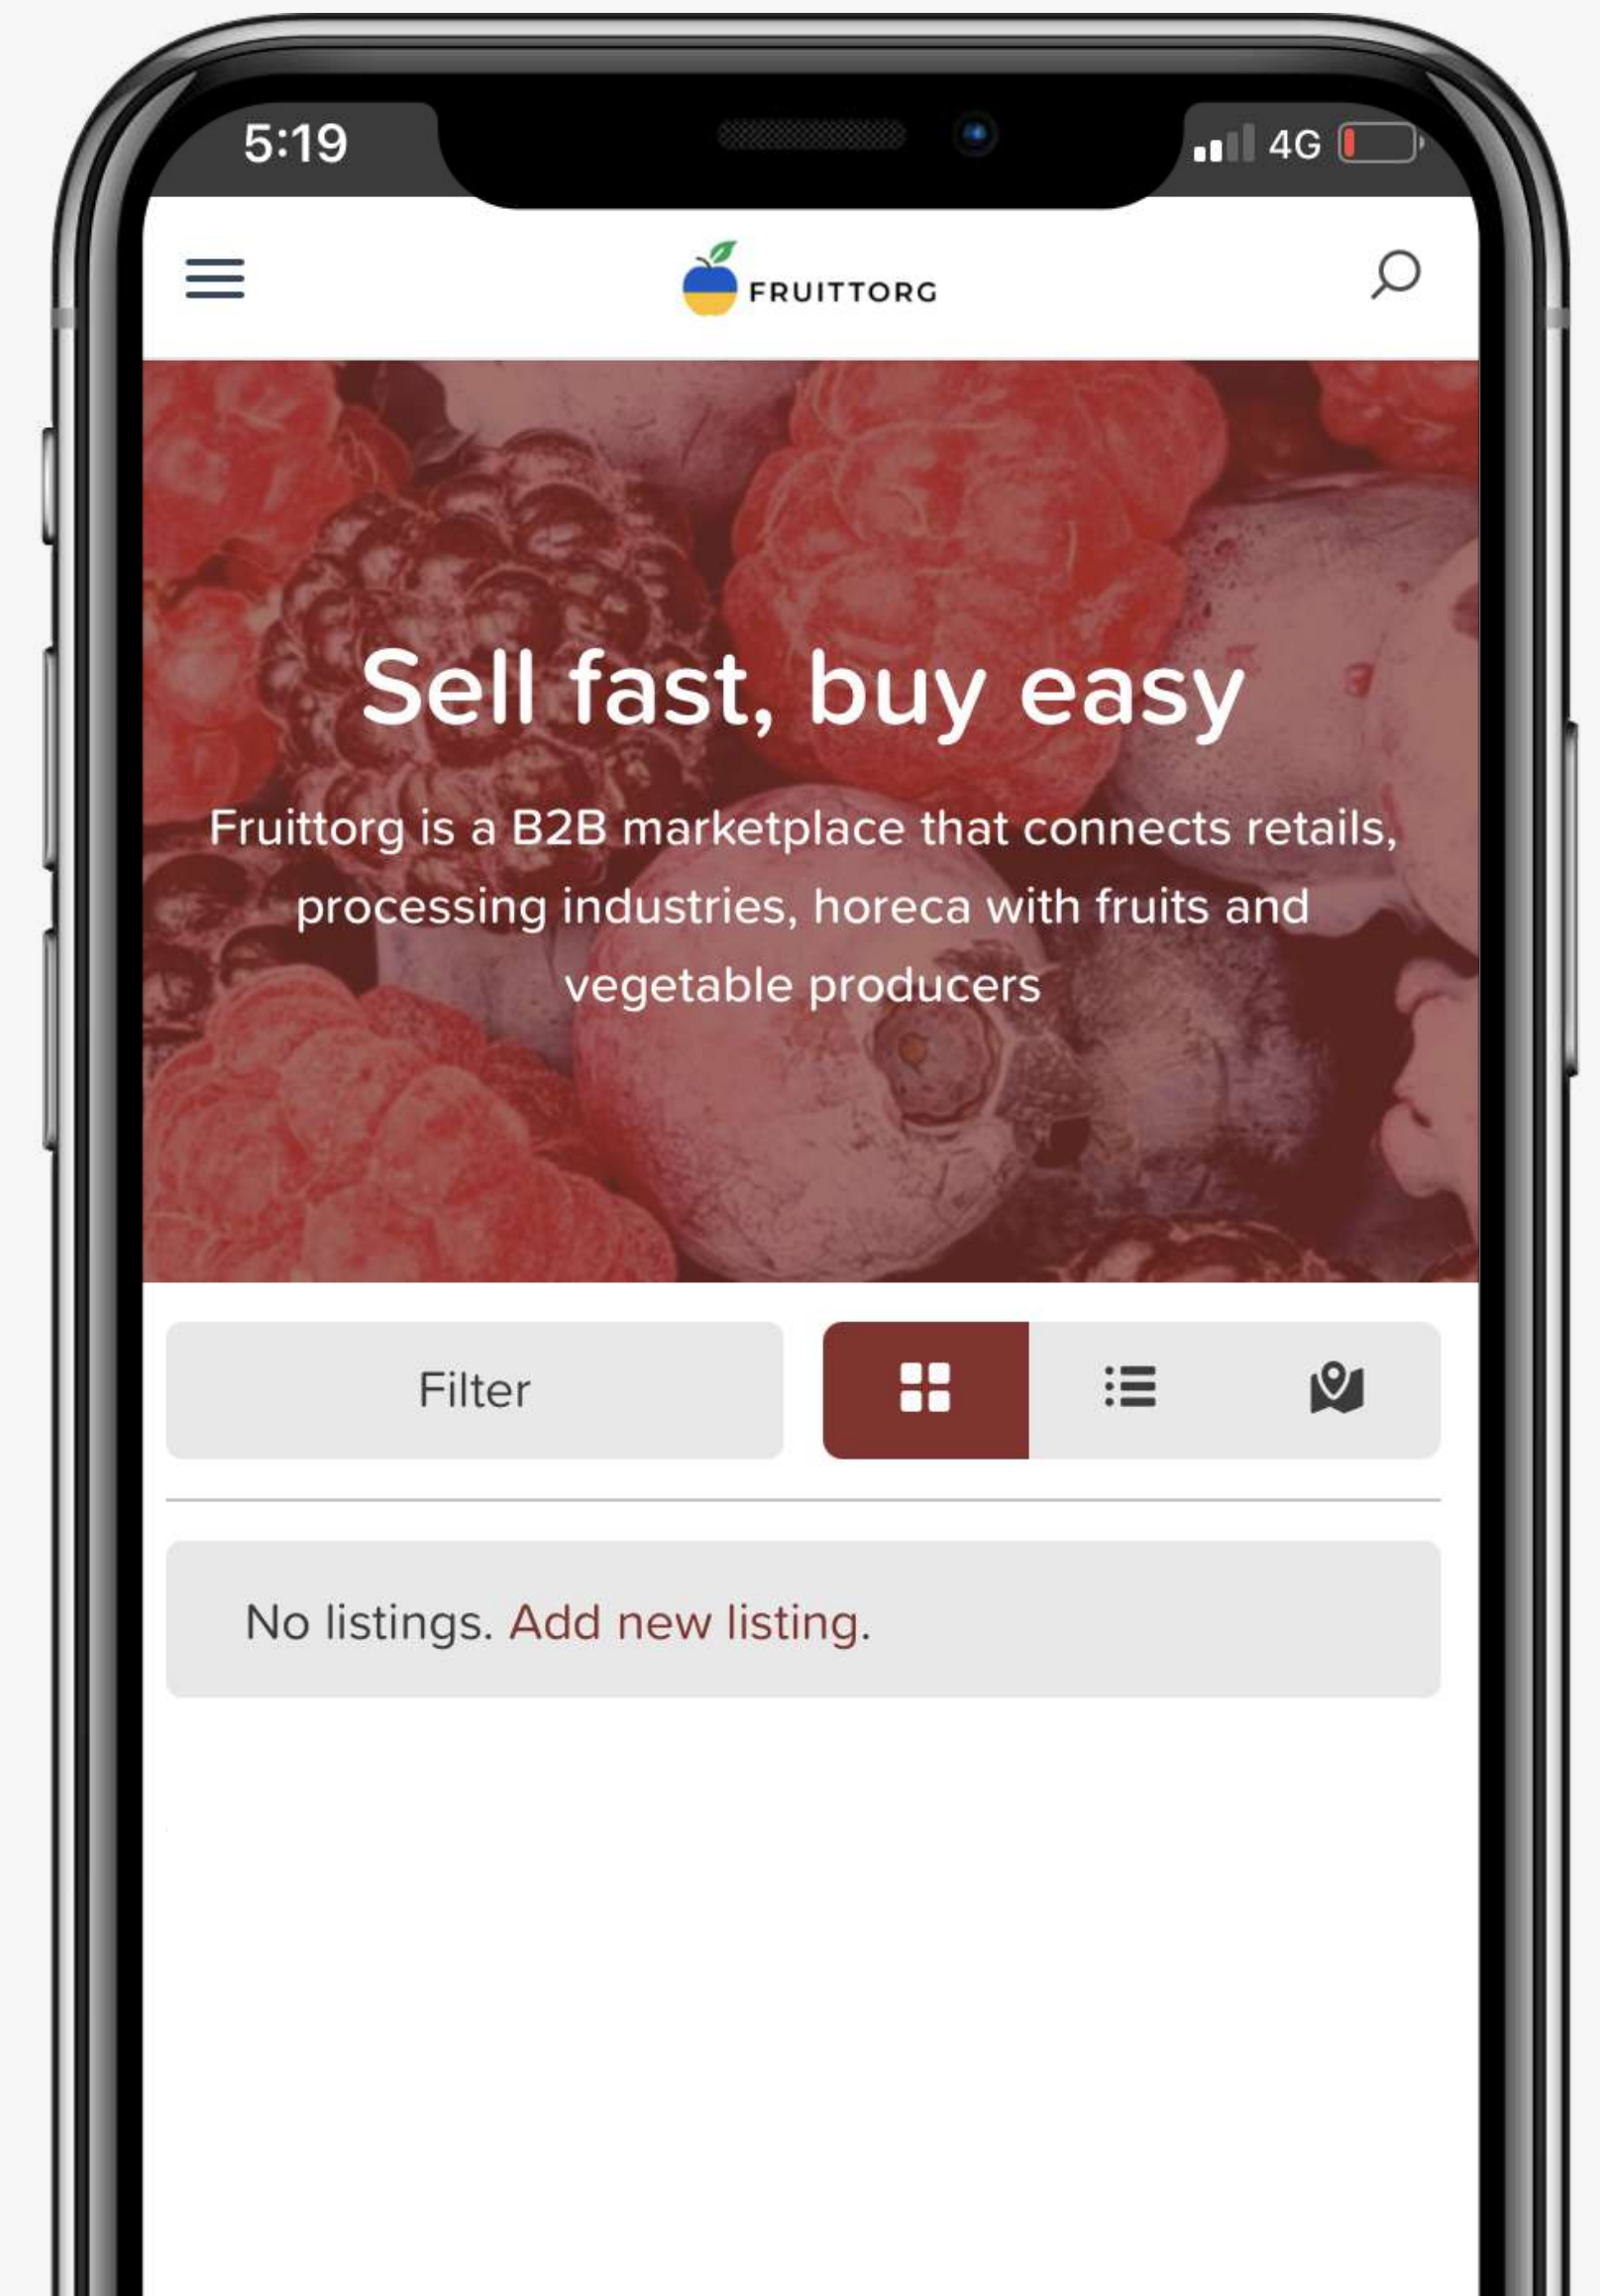 5:19
4G
FRUITTORG
Sell fast, buy easy
Fruittorg is a B2B marketplace that connects retails,
processing industries, horeca with fruits and
vegetable producers
Filter
No listings. Add new listing.